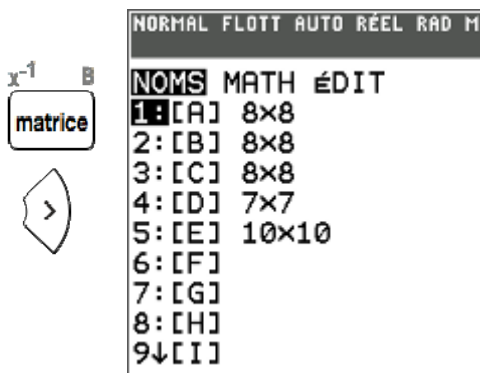 x⁻¹ B
matrice
>
NORMAL FLOTT AUTO RÉEL RAD M
NOMS MATH ÉDIT
1:[A] 8×8
2:[B] 8×8
3:[C] 8×8
4:[D] 7×7
5:[E] 10×10
6:[F]
7:[G]
8:[H]
9↓[I]